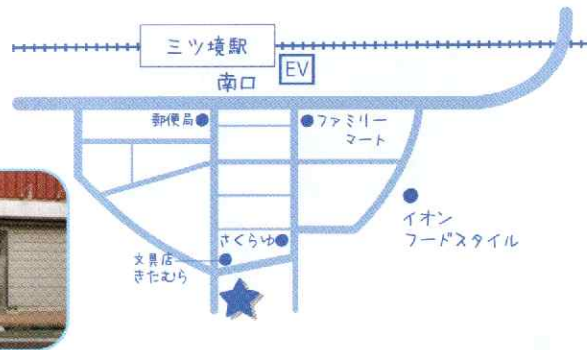 三ツ境駅
南口
EV
郵便局
ファミリー
マート
イオン
フードスタイル
さくらゆ
文具店
きたむら